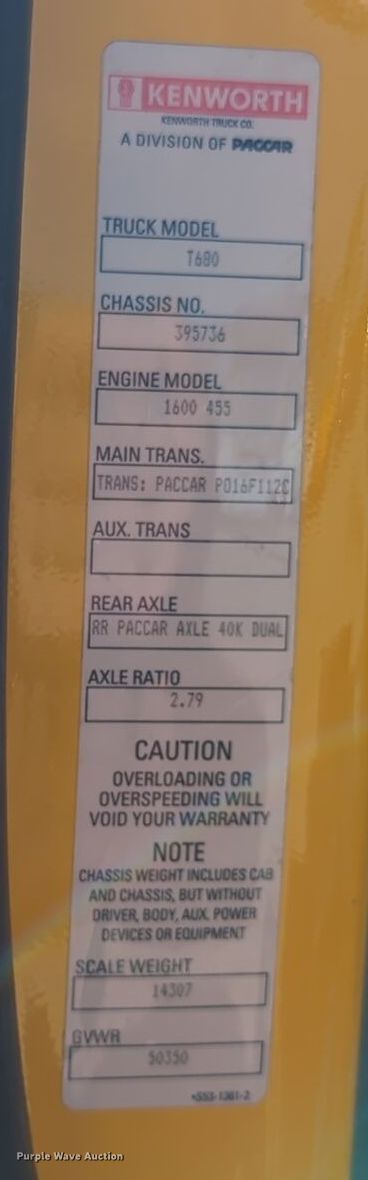 KENWORTH
KENWORTH TRUCK CO.
A DIVISION OF PACCAR
TRUCK MODEL
T680
CHASSIS NO.
395736
ENGINE MODEL
1600 455
MAIN TRANS.
TRANS: PACCAR PO16F112C
AUX. TRANS
REAR AXLE
RR PACCAR AXLE 40K DUAL
AXLE RATIO
2.79
CAUTION
OVERLOADING OR
OVERSPEEDING WILL
VOID YOUR WARRANTY
NOTE
CHASSIS WEIGHT INCLUDES CAB
AND CHASSIS, BUT WITHOUT
DRIVER, BODY, AUX. POWER
DEVICES OR EQUIPMENT
SCALE WEIGHT
14307
GVWR
50350
Purple Wave Auction